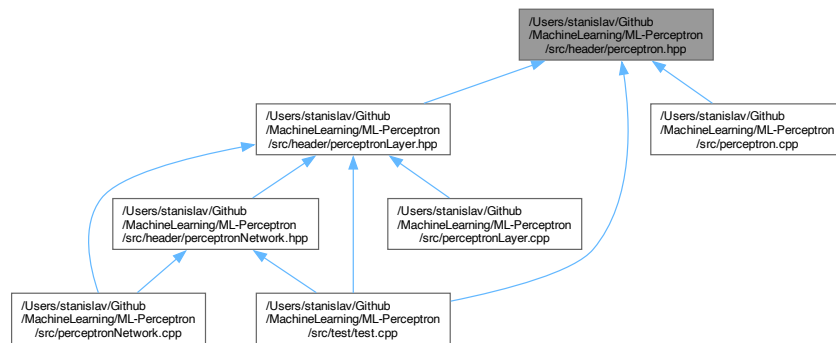 /Users/stanislav/Github
/MachineLearning/ML-Perceptron
/src/header/perceptron.hpp
/Users/stanislav/Github
/MachineLearning/ML-Perceptron
/src/header/perceptronLayer.hpp
/Users/stanislav/Github
/MachineLearning/ML-Perceptron
/src/perceptron.cpp
/Users/stanislav/Github
/MachineLearning/ML-Perceptron
/src/header/perceptronNetwork.hpp
/Users/stanislav/Github
/MachineLearning/ML-Perceptron
/src/perceptronLayer.cpp
/Users/stanislav/Github
/MachineLearning/ML-Perceptron
/src/perceptronNetwork.cpp
/Users/stanislav/Github
/MachineLearning/ML-Perceptron
/src/test/test.cpp